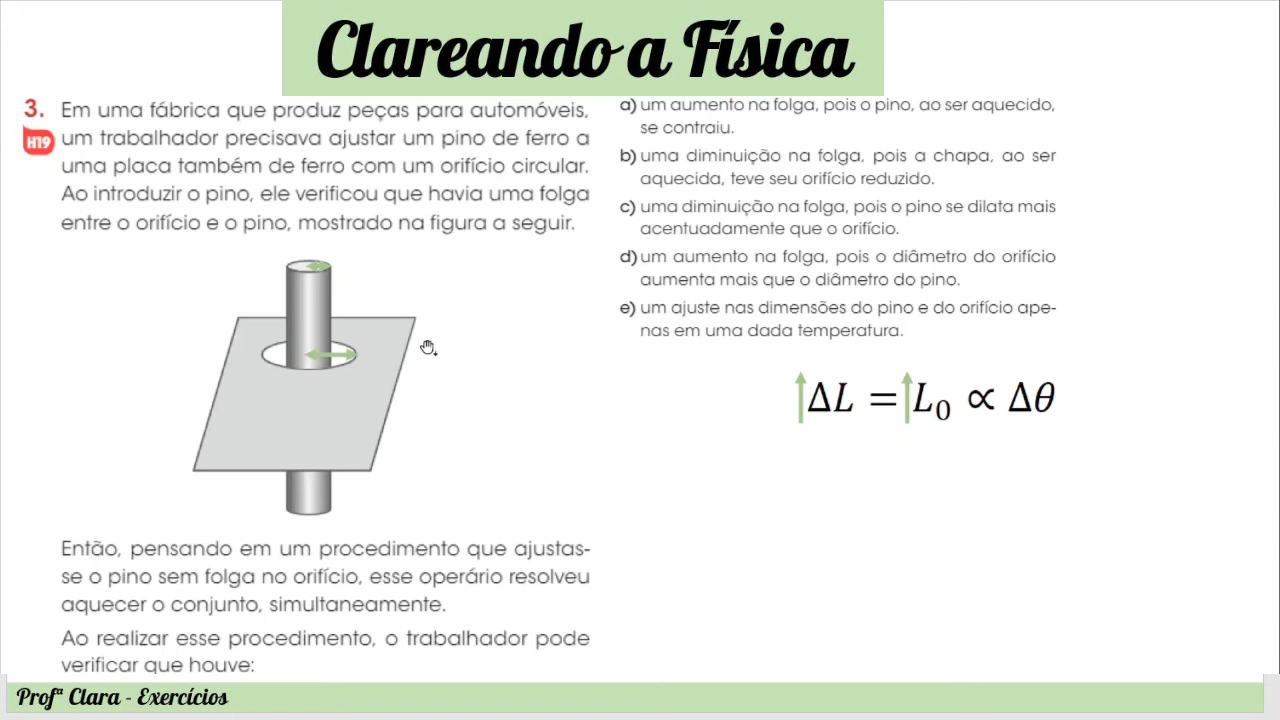 Clareando a Física
3. Em uma fábrica que produz peças para automóveis,
H19 um trabalhador precisava ajustar um pino de ferro a
uma placa também de ferro com um orifício circular.
Ao introduzir o pino, ele verificou que havia uma folga
entre o orifício e o pino, mostrado na figura a seguir.
Então, pensando em um procedimento que ajustas-
se o pino sem folga no orifício, esse operário resolveu
aquecer o conjunto, simultaneamente.
Ao realizar esse procedimento, o trabalhador pode
verificar que houve:
a) um aumento na folga, pois o pino, ao ser aquecido,
se contraiu.
b) uma diminuição na folga, pois a chapa, ao ser
aquecida, teve seu orifício reduzido.
c) uma diminuição na folga, pois o pino se dilata mais
acentuadamente que o orifício.
d) um aumento na folga, pois o diâmetro do orifício
aumenta mais que o diâmetro do pino.
e) um ajuste nas dimensões do pino e do orifício ape-
nas em uma dada temperatura.
↑ΔL = ↑L₀ ∝ Δθ
Profª Clara - Exercícios